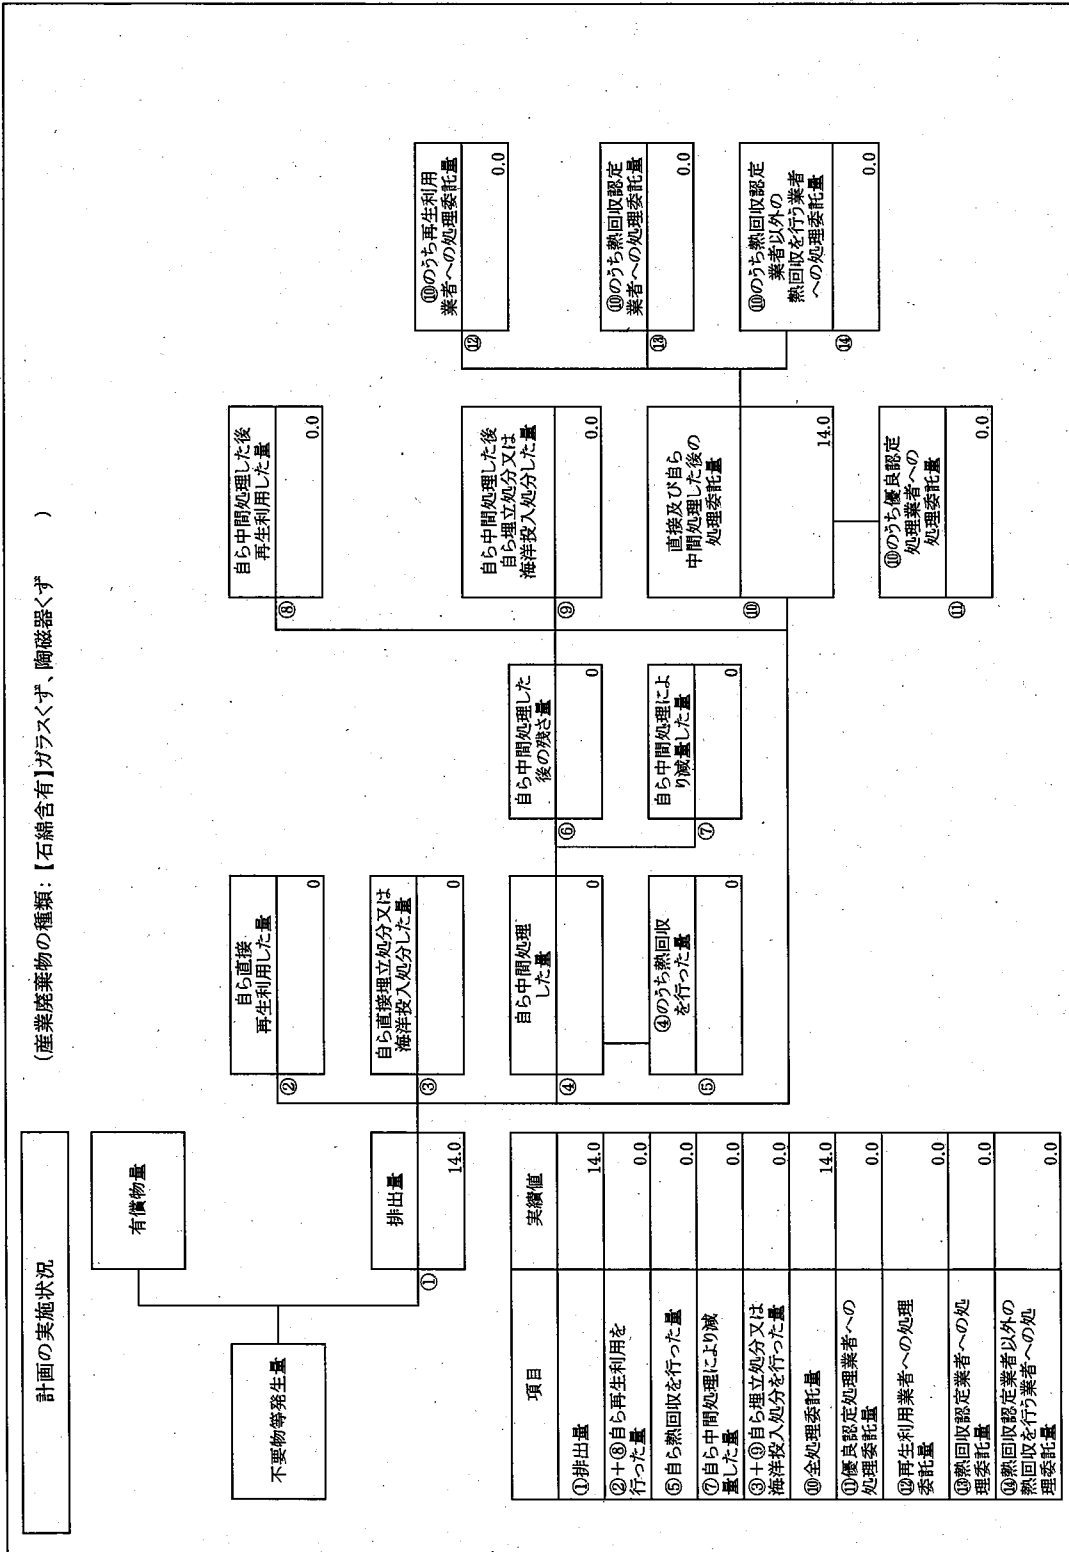 計画の実施状況
(産業廃棄物の種類:【石綿含有】ガラスくず、陶磁器くず )
不要物等発生量
有償物量
排出量
①
14.0
自ら直接
再生利用した量
②
0
自ら直接埋立処分又は
海洋投入処分した量
③
0
自ら中間処理
した量
④
0
④のうち熱回収
を行った量
⑤
0
自ら中間処理した
後の残さ量
⑥
0
自ら中間処理によ
り減量した量
⑦
0
自ら中間処理した後
再生利用した量
⑧
0.0
自ら中間処理した後
自ら埋立処分又は
海洋投入処分した量
⑨
0.0
直接及び自ら
中間処理した後の
処理委託量
⑩
14.0
⑩のうち優良認定
処理業者への
処理委託量
⑪
0.0
⑩のうち再生利用
業者への処理委託量
⑫
0.0
⑩のうち熱回収認定
業者への処理委託量
⑬
0.0
⑩のうち熱回収認定
業者以外の
熱回収を行う業者
への処理委託量
⑭
0.0
項目 実績値
①排出量 14.0
②+⑧自ら再生利用を
行った量 0.0
⑤自ら熱回収を行った量 0.0
⑦自ら中間処理により減
量した量 0.0
③+⑨自ら埋立処分又は
海洋投入処分を行った量 0.0
⑩全処理委託量 14.0
⑪優良認定処理業者への
処理委託量 0.0
⑫再生利用業者への処理
委託量 0.0
⑬熱回収認定業者への処
理委託量 0.0
⑭熱回収認定業者以外の
熱回収を行う業者への処
理委託量 0.0